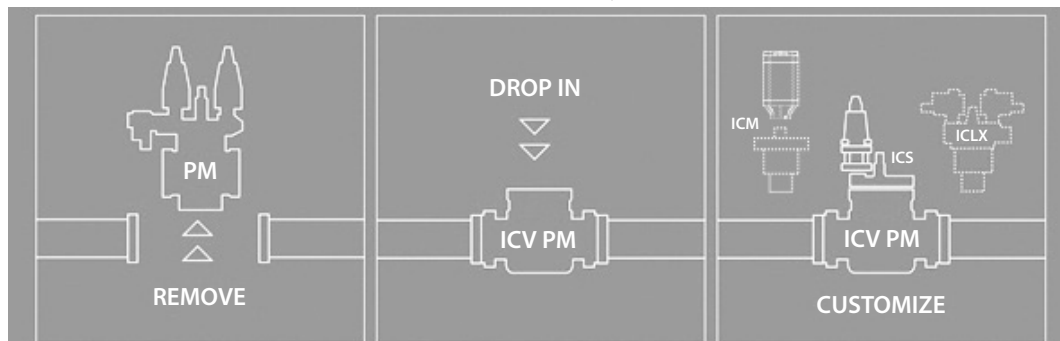 PM
REMOVE
DROP IN
ICV PM
ICM
ICS
ICLX
ICV PM
CUSTOMIZE